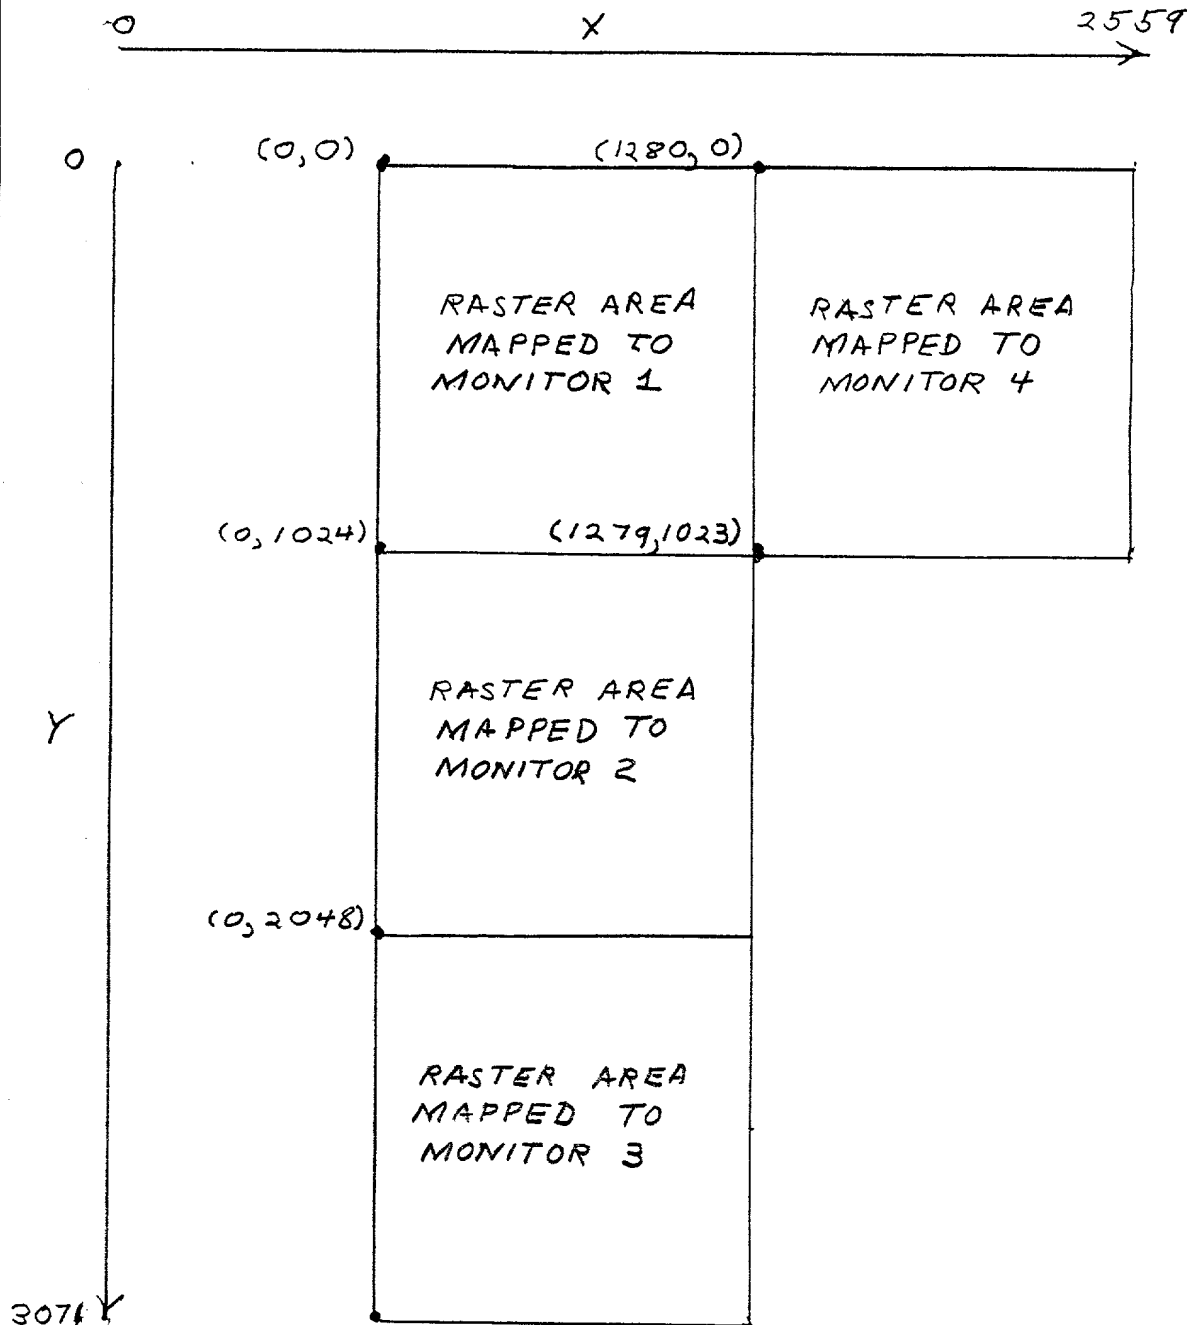 0 X 2559
0 (0,0) (1280,0)
RASTER AREA
MAPPED TO
MONITOR 1
RASTER AREA
MAPPED TO
MONITOR 4
(0,1024) (1279,1023)
RASTER AREA
MAPPED TO
MONITOR 2
Y
(0,2048)
RASTER AREA
MAPPED TO
MONITOR 3
3071